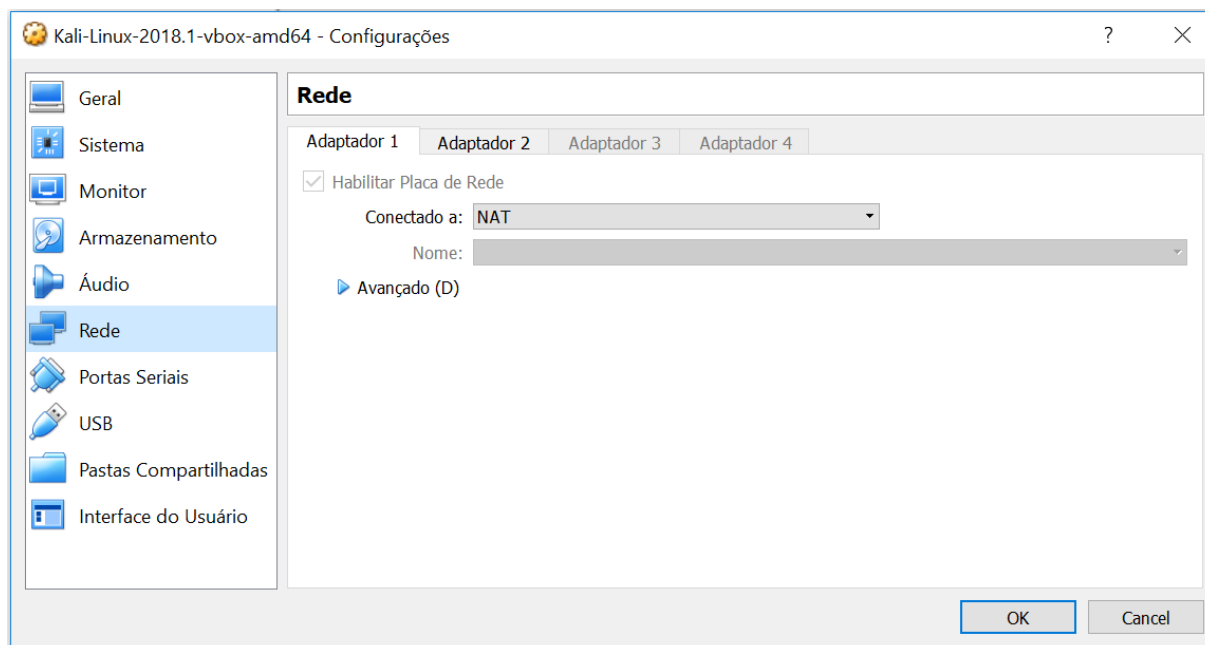 Kali-Linux-2018.1-vbox-amd64 - Configurações
?
Geral
Sistema
Monitor
Armazenamento
Áudio
Rede
Portas Seriais
USB
Pastas Compartilhadas
Interface do Usuário
Rede
Adaptador 1 Adaptador 2 Adaptador 3 Adaptador 4
Habilitar Placa de Rede
Conectado a: NAT
Nome:
Avançado (D)
OK Cancel